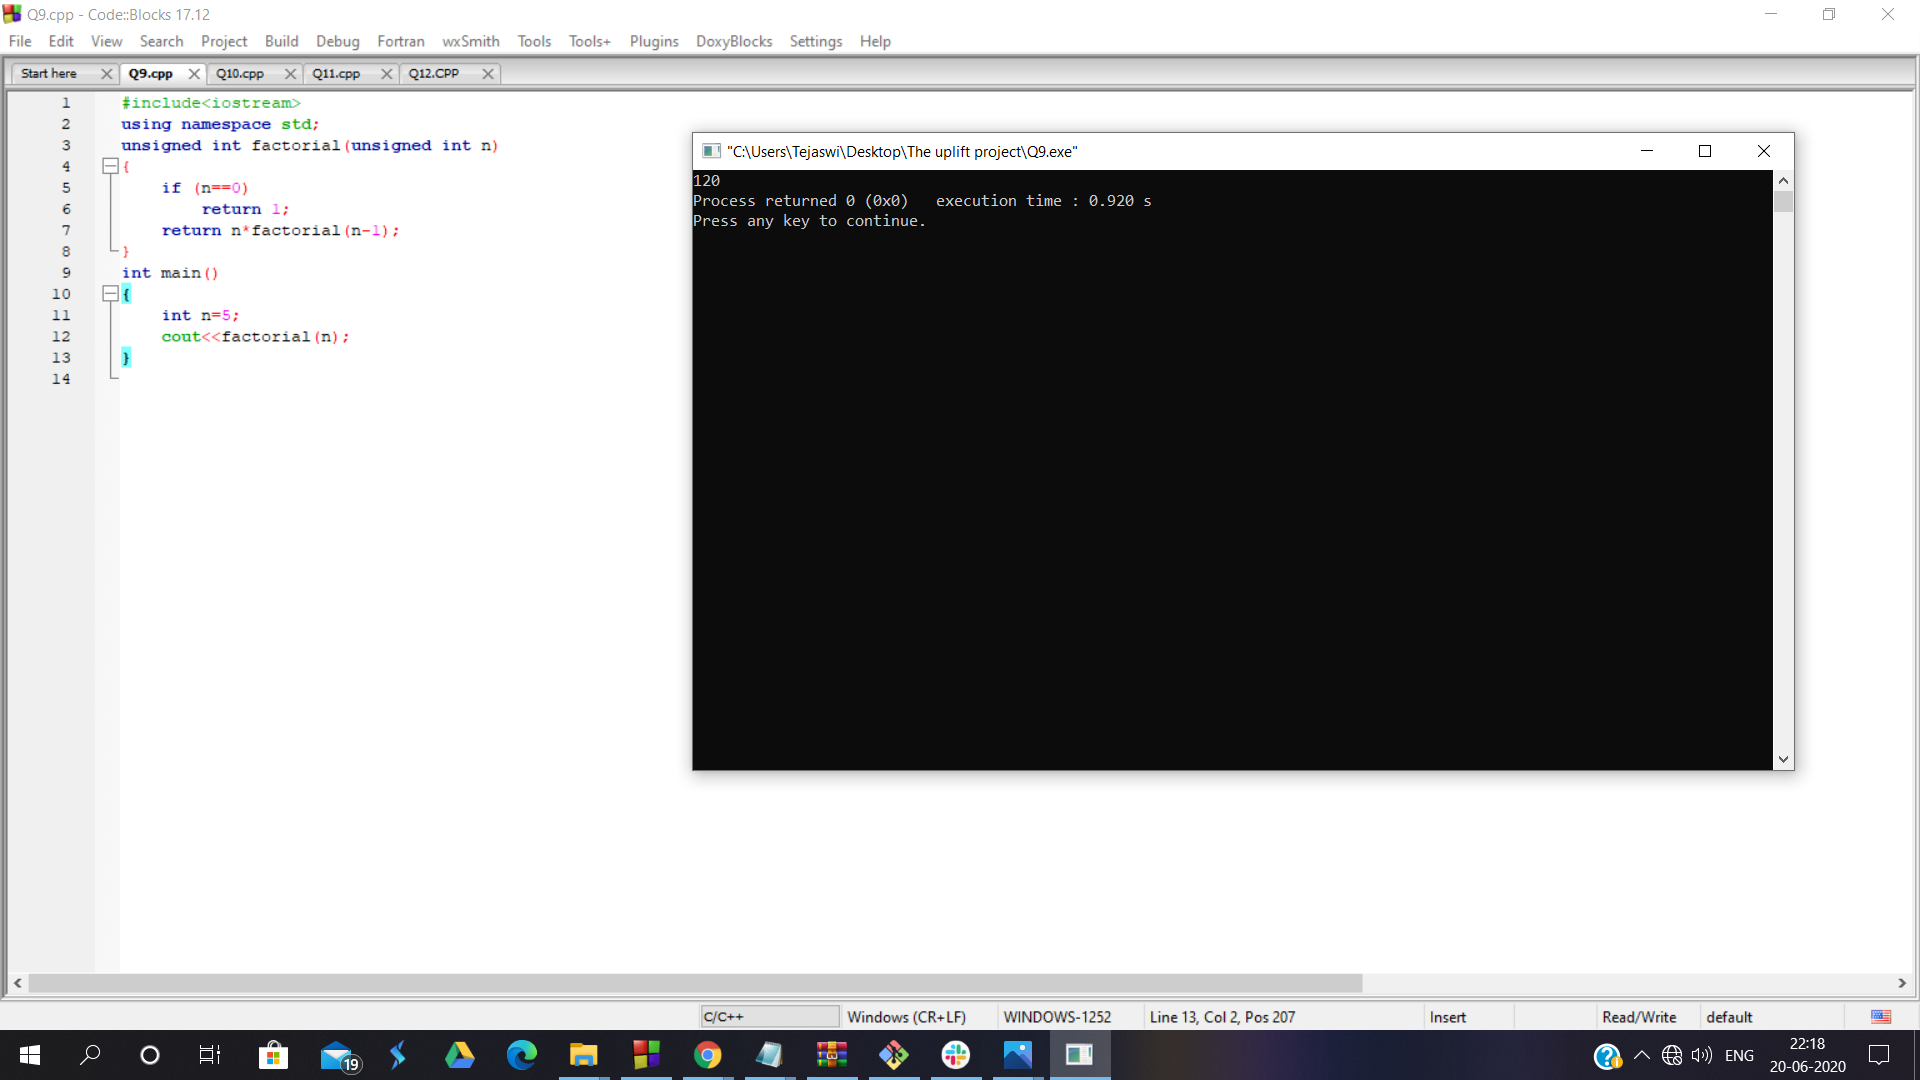 Q9.cpp - Code::Blocks 17.12
File Edit View Search Project Build Debug Fortran wxSmith Tools Tools+ Plugins DoxyBlocks Settings Help
Start here Q9.cpp Q10.cpp Q11.cpp Q12.CPP
1 #include<iostream>
2 using namespace std;
3 unsigned int factorial(unsigned int n)
4 {
5 if (n==0)
6 return 1;
7 return n*factorial(n-1);
8 }
9 int main()
10 {
11 int n=5;
12 cout<<factorial(n);
13 }
14
"C:\Users\Tejaswi\Desktop\The uplift project\Q9.exe"
120
Process returned 0 (0x0)   execution time : 0.920 s
Press any key to continue.
C/C++ Windows (CR+LF) WINDOWS-1252 Line 13, Col 2, Pos 207 Insert Read/Write default
19
ENG
22:18
20-06-2020